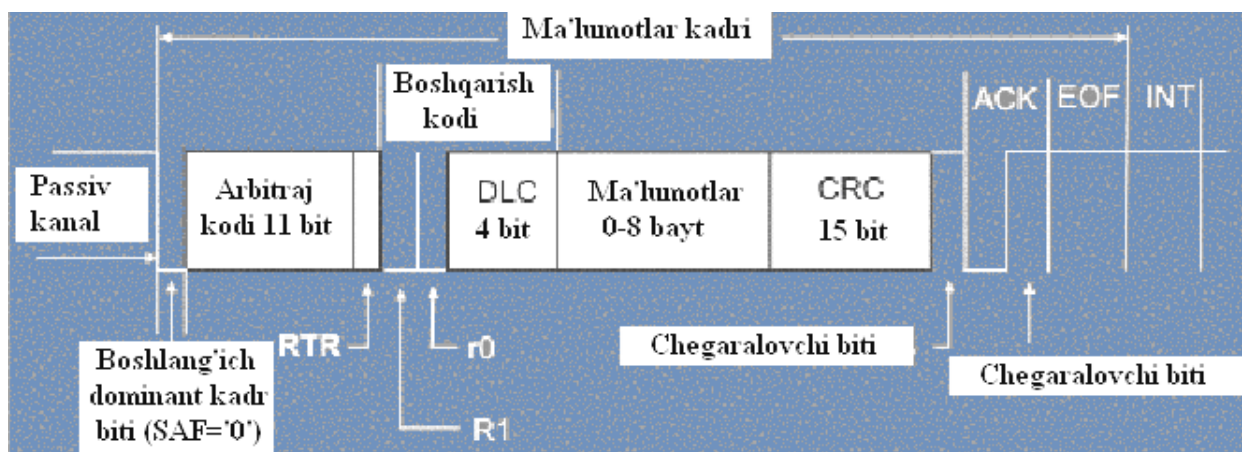 Ma'lumotlar kadri
Boshqarish
kodi
ACK
EOF
INT
Passiv
kanal
Arbitraj
kodi 11 bit
DLC
4 bit
Ma'lumotlar
0-8 bayt
CRC
15 bit
RTR
r0
R1
Boshlang'ich
dominant kadr
biti (SAF='0')
Chegaralovchi biti
Chegaralovchi biti